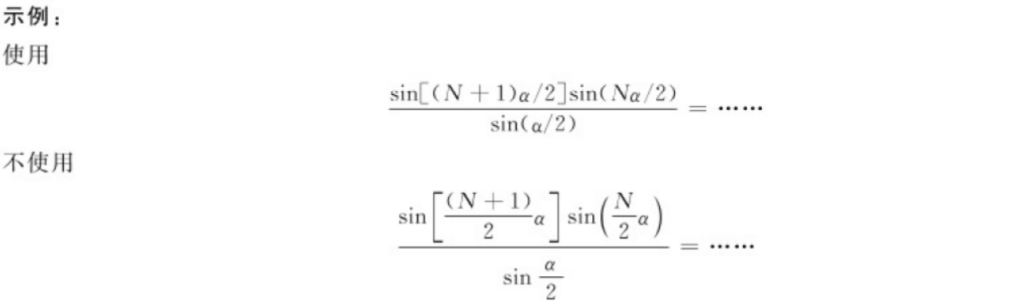 示例：
使用
sin[(N + 1)α/2]sin(Nα/2)
sin(α/2)
= ……
不使用
sin[(N + 1)/2 α] sin(N/2 α)
sin α/2
= ……